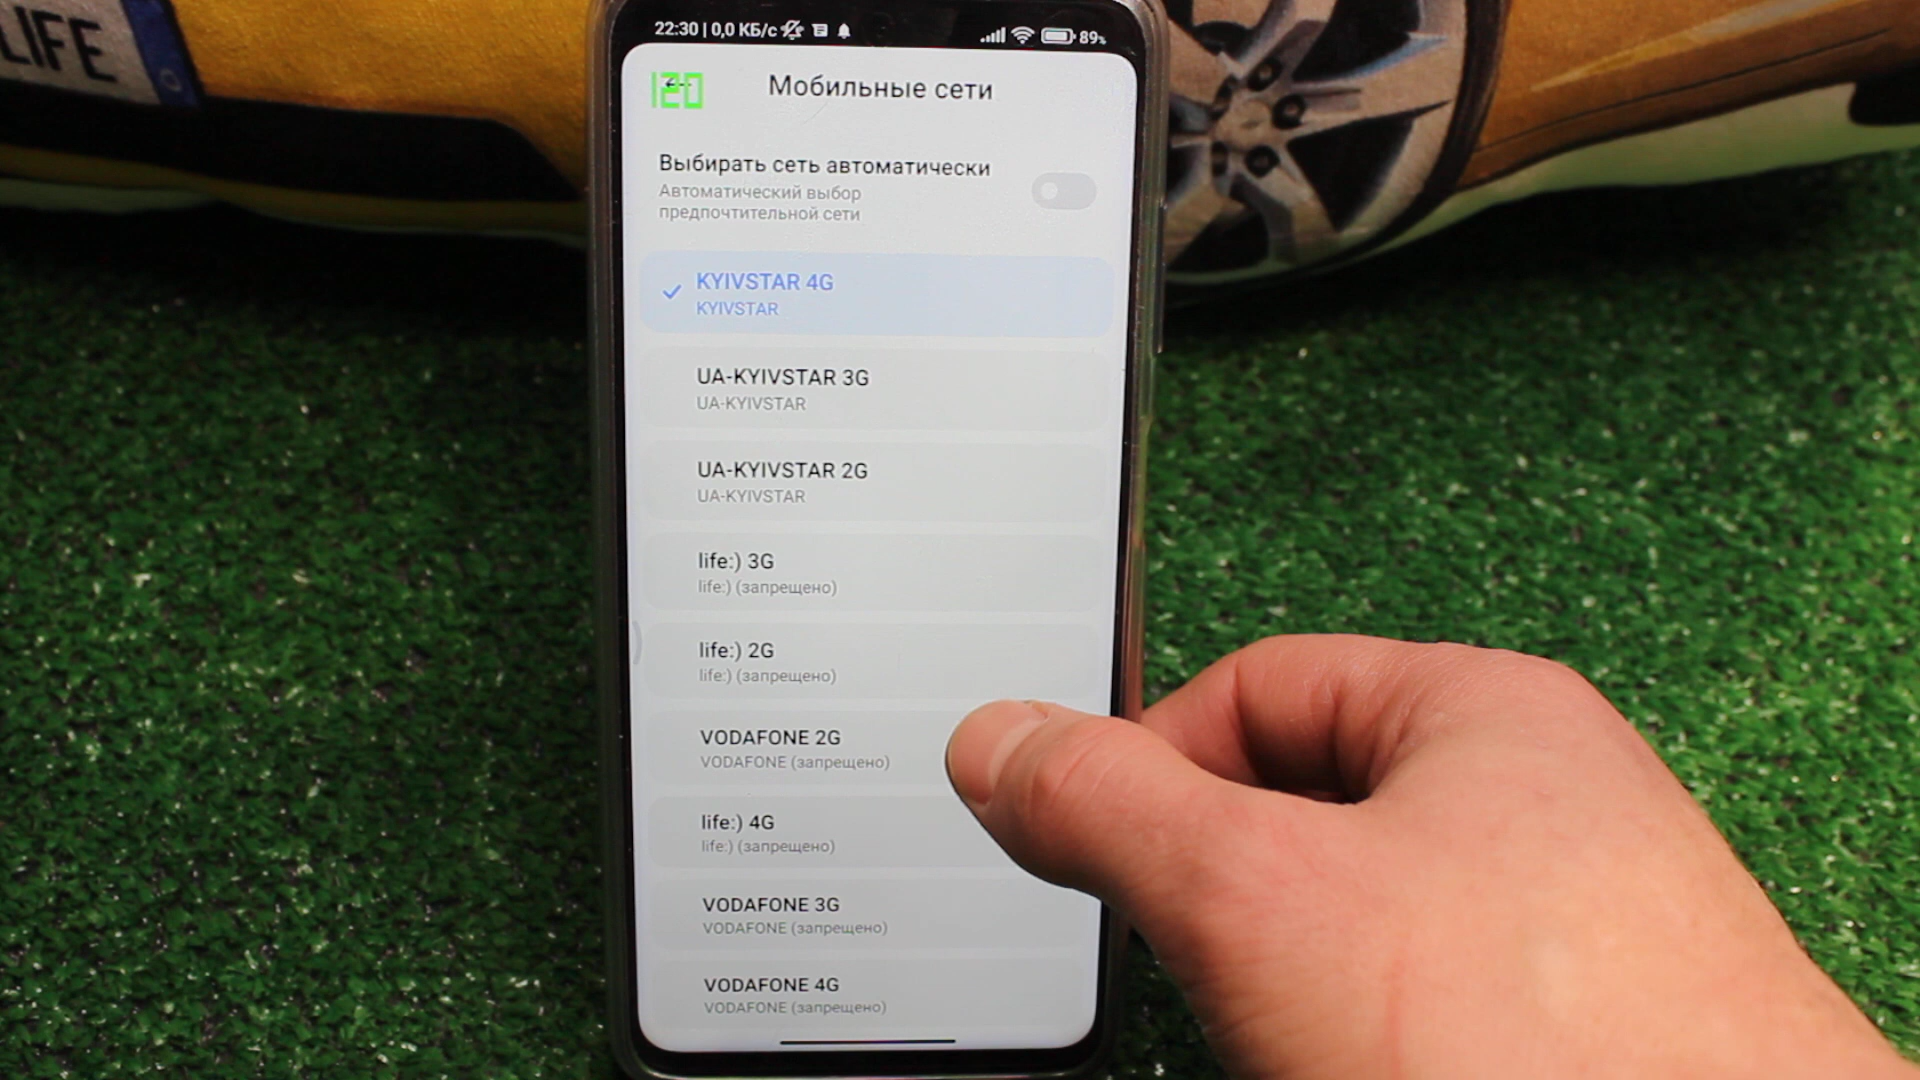 LIFE
22:30 | 0,0 КБ/с
89%
120
Мобильные сети
Выбирать сеть автоматически
Автоматический выбор
предпочтительной сети
KYIVSTAR 4G
KYIVSTAR
UA-KYIVSTAR 3G
UA-KYIVSTAR
UA-KYIVSTAR 2G
UA-KYIVSTAR
life:) 3G
life:) (запрещено)
life:) 2G
life:) (запрещено)
VODAFONE 2G
VODAFONE (запрещено)
life:) 4G
life:) (запрещено)
VODAFONE 3G
VODAFONE (запрещено)
VODAFONE 4G
VODAFONE (запрещено)